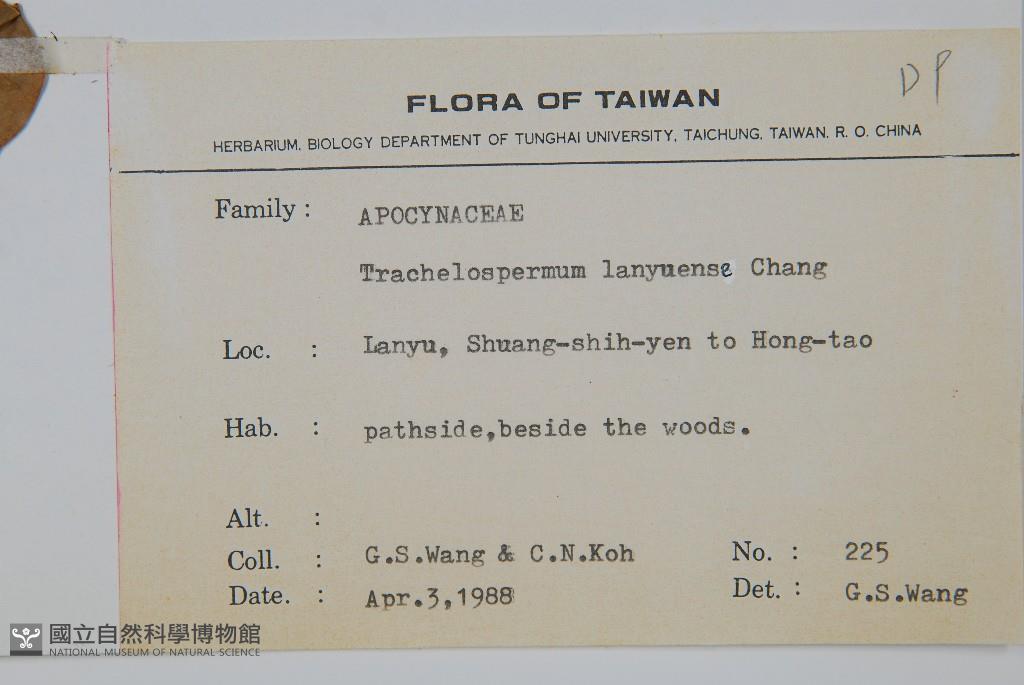 DP
FLORA OF TAIWAN
HERBARIUM. BIOLOGY DEPARTMENT OF TUNGHAI UNIVERSITY, TAICHUNG, TAIWAN. R. O. CHINA
Family : APOCYNACEAE
Trachelospermum lanyuense Chang
Loc. : Lanyu, Shuang-shih-yen to Hong-tao
Hab. : pathside,beside the woods.
Alt. :
Coll. : G.S.Wang & C.N.Koh No. : 225
Date. : Apr.3,1988 Det. : G.S.Wang
國立自然科學博物館
NATIONAL MUSEUM OF NATURAL SCIENCE